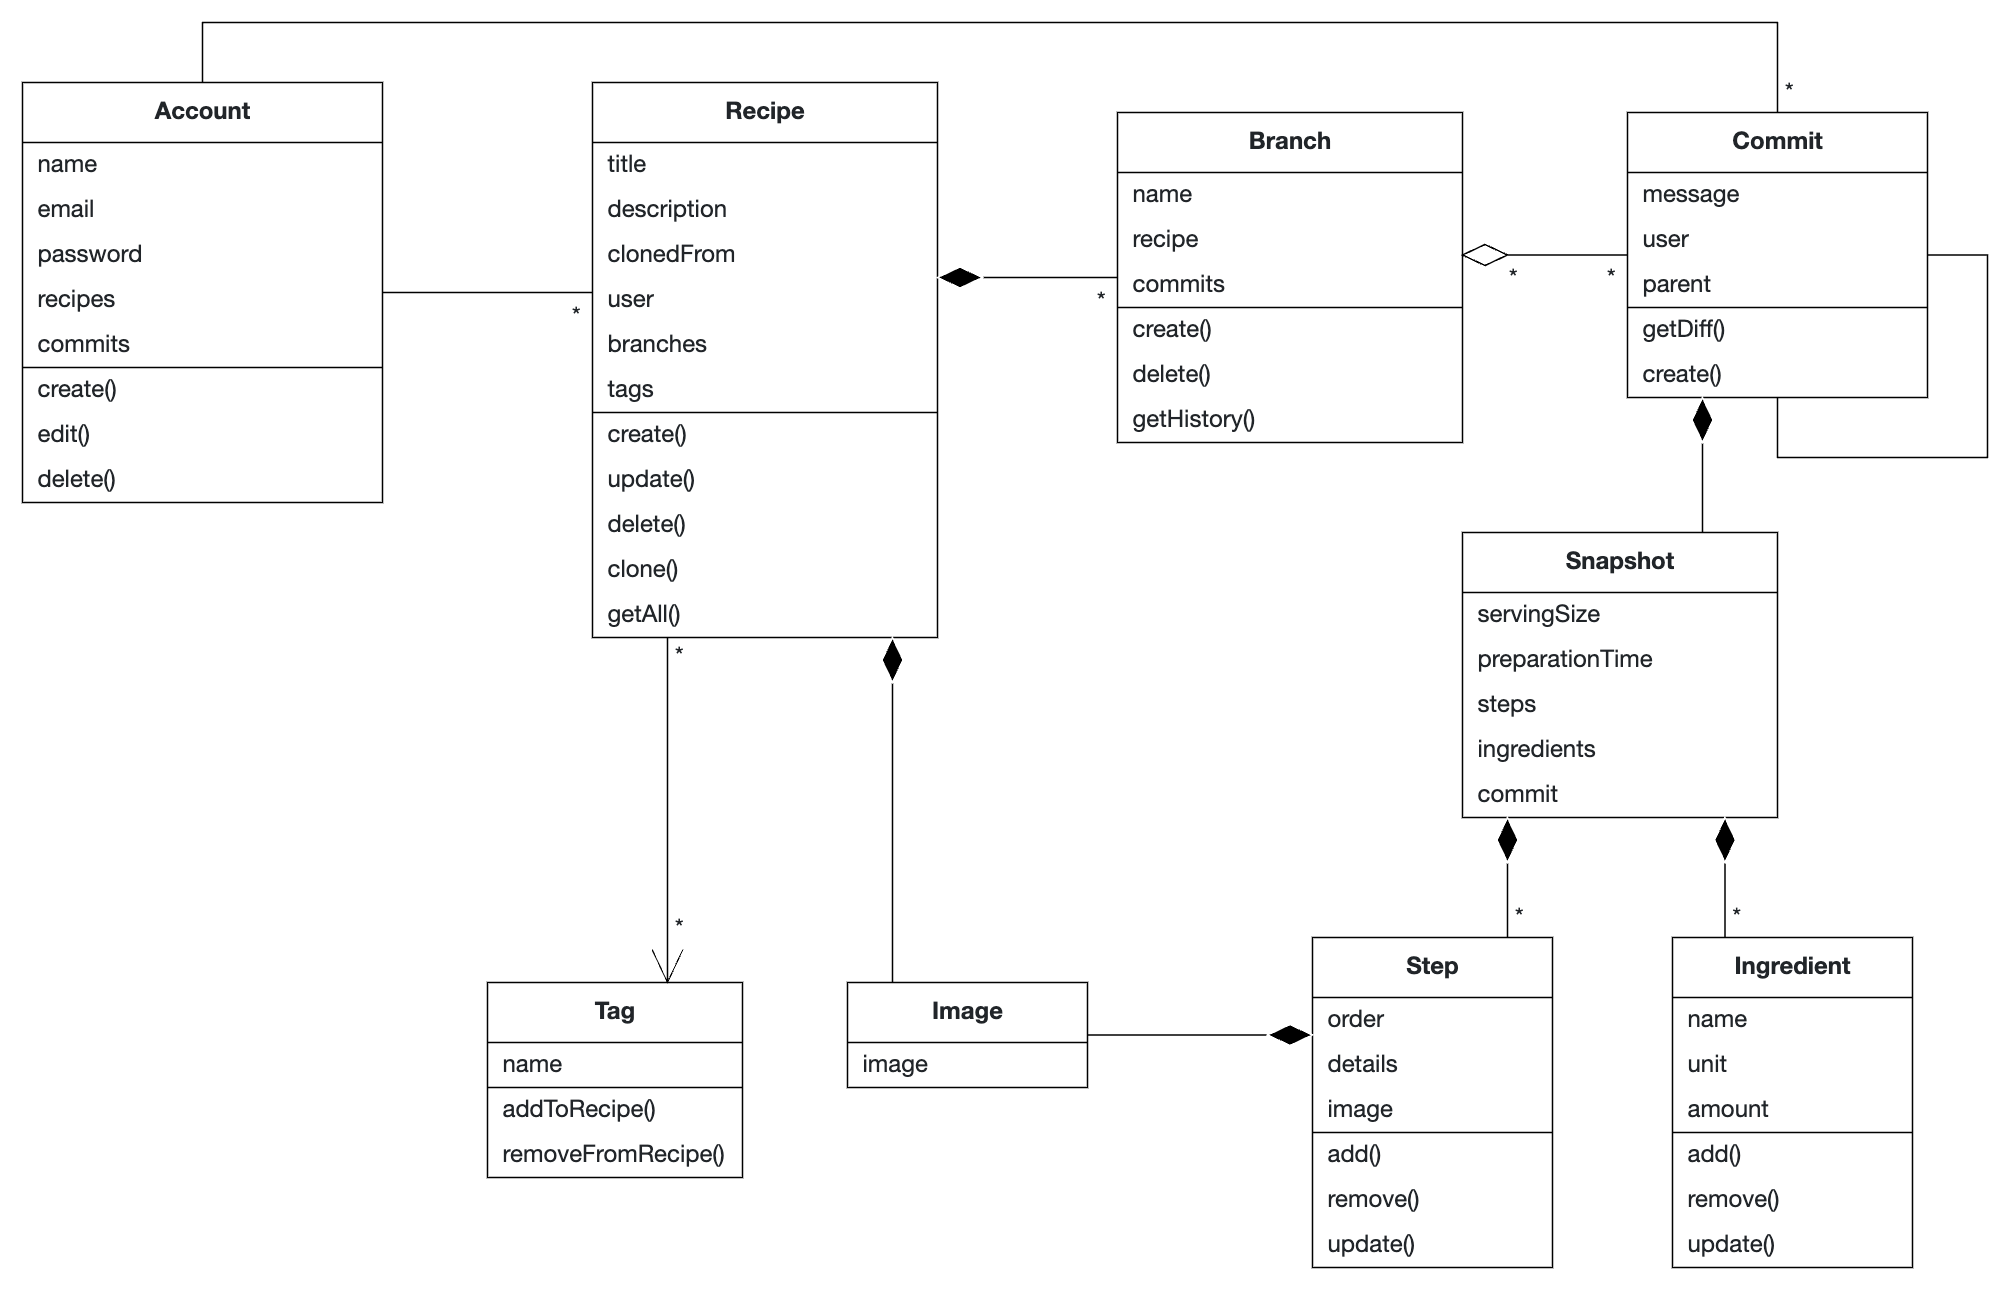 Account
name
email
password
recipes
commits
create()
edit()
delete()
*
Recipe
title
description
clonedFrom
user
branches
tags
create()
update()
delete()
clone()
getAll()
*
*
Branch
name
recipe
commits
create()
delete()
getHistory()
*
*
*
Commit
message
user
parent
getDiff()
create()
Snapshot
servingSize
preparationTime
steps
ingredients
commit
*
*
*
Tag
name
addToRecipe()
removeFromRecipe()
Image
image
Step
order
details
image
add()
remove()
update()
Ingredient
name
unit
amount
add()
remove()
update()